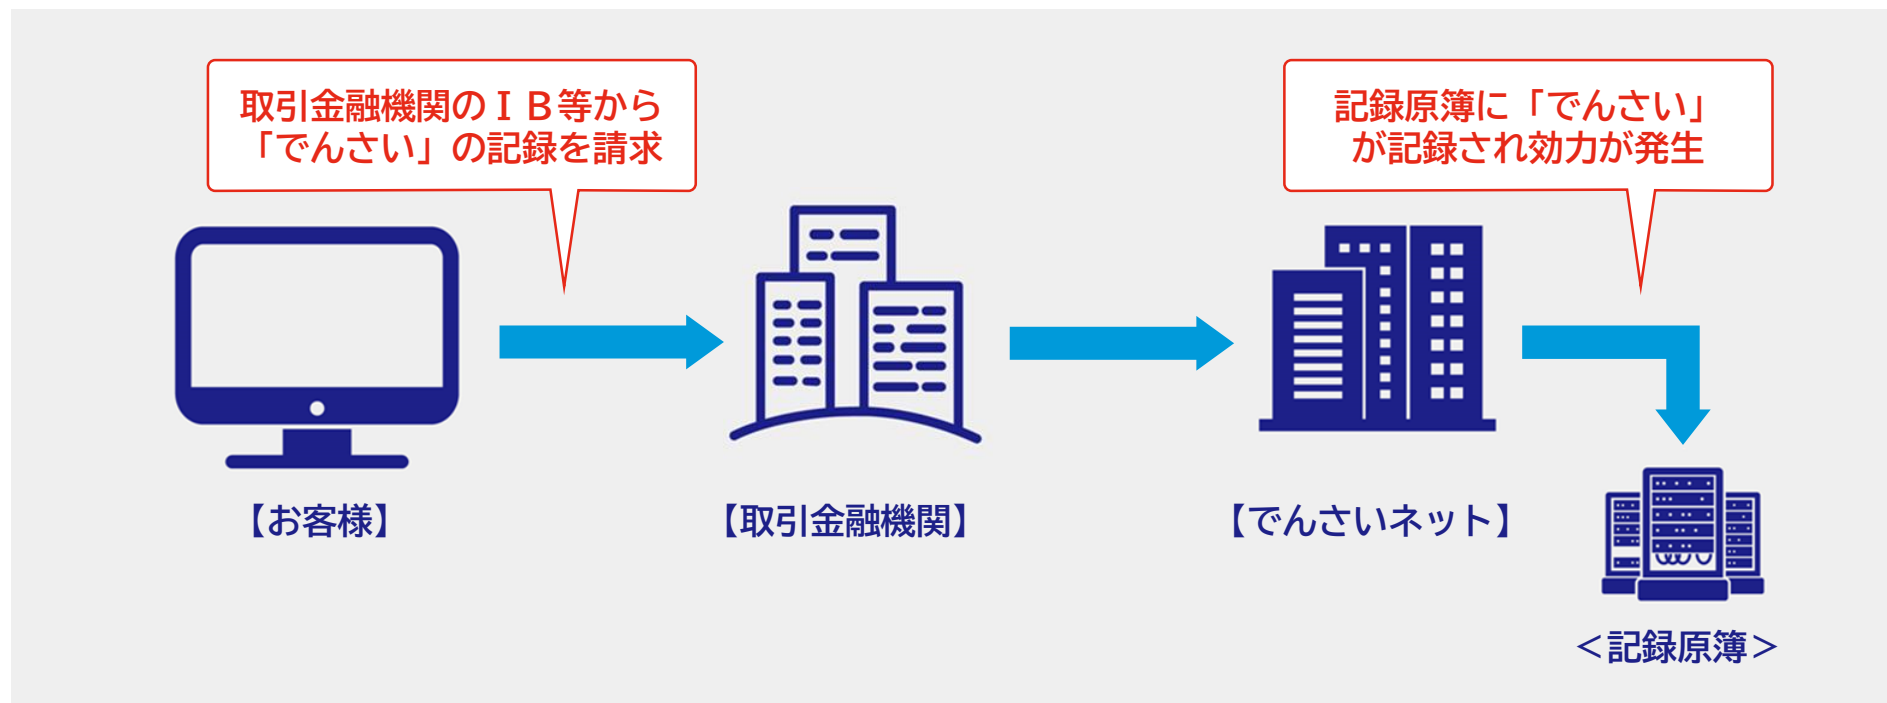 取引金融機関のＩＢ等から
「でんさい」の記録を請求
記録原簿に「でんさい」
が記録され効力が発生
【お客様】
【取引金融機関】
【でんさいネット】
＜記録原簿＞